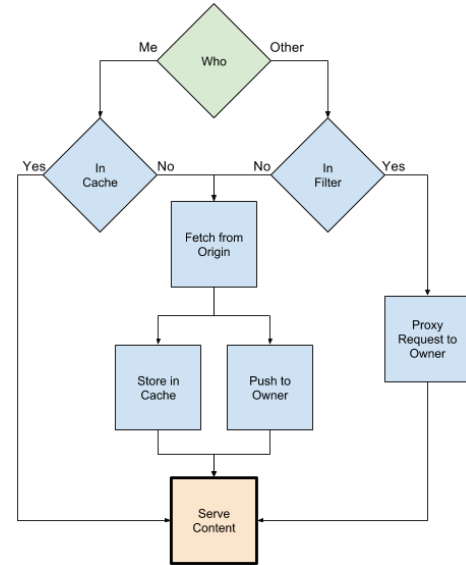 Me
Who
Other
Yes
In
Cache
No
No
In
Filter
Yes
Fetch from
Origin
Proxy
Request to
Owner
Store in
Cache
Push to
Owner
Serve
Content